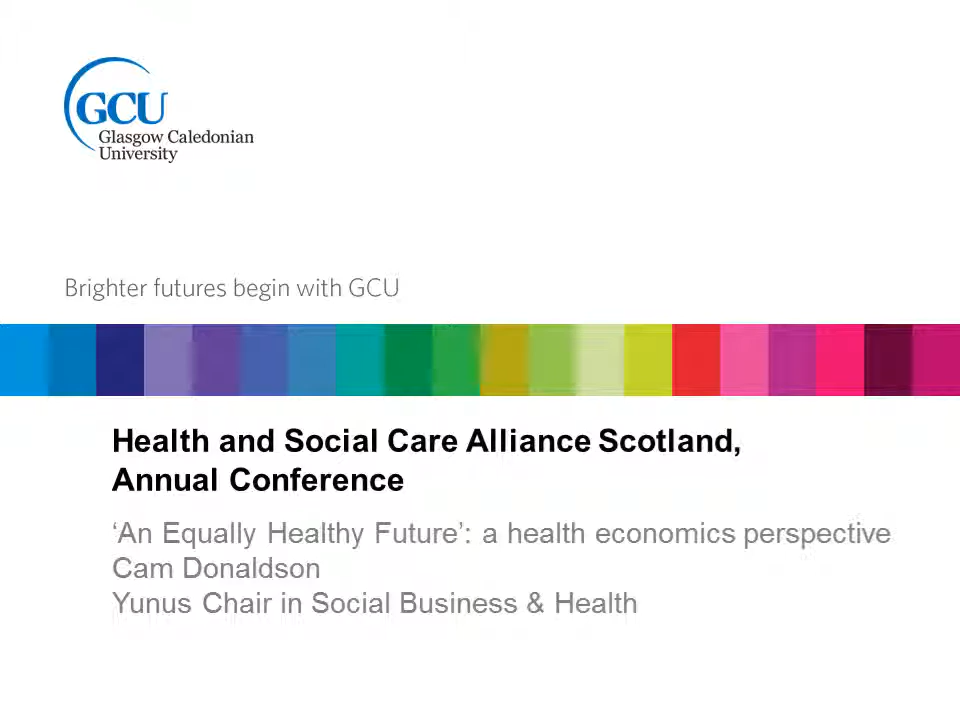 GCU
Glasgow Caledonian
University
Brighter futures begin with GCU
Health and Social Care Alliance Scotland,
Annual Conference
‘An Equally Healthy Future’: a health economics perspective
Cam Donaldson
Yunus Chair in Social Business & Health